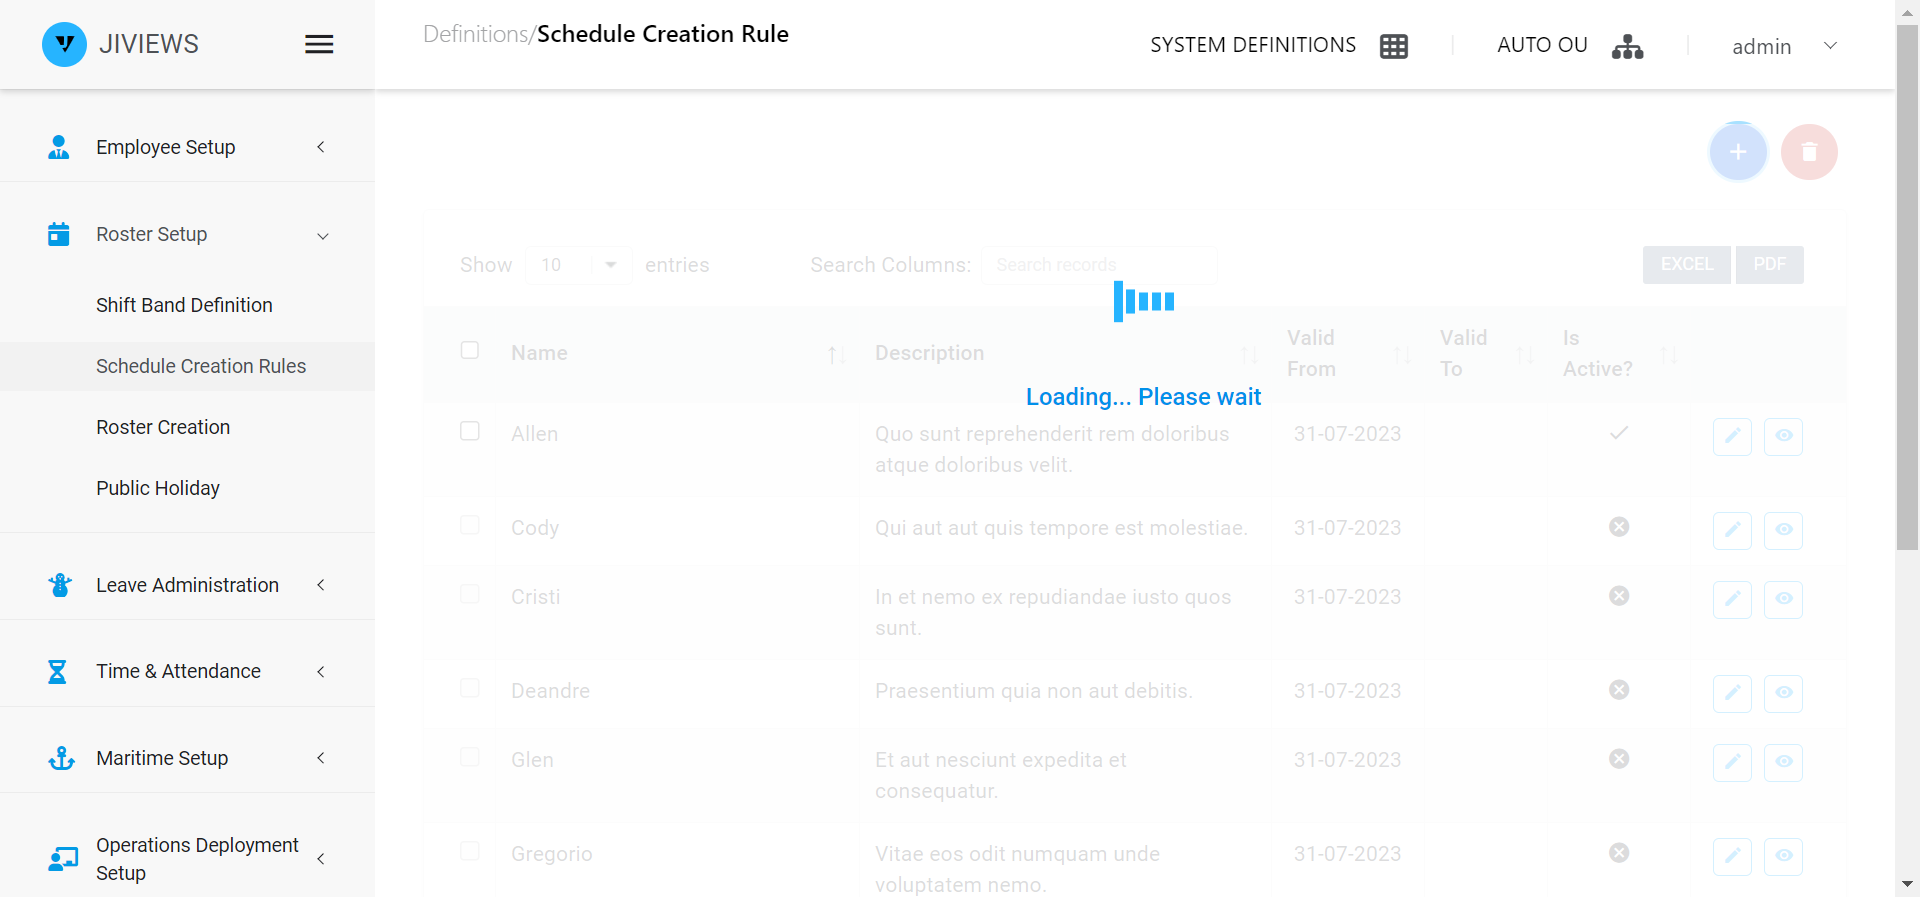 JIVIEWS
Definitions/Schedule Creation Rule
SYSTEM DEFINITIONS
AUTO OU
admin
Employee Setup
Roster Setup
Shift Band Definition
Schedule Creation Rules
Roster Creation
Public Holiday
Leave Administration
Time & Attendance
Maritime Setup
Operations Deployment
Setup
Show 10 entries
Search Columns: Search records
EXCEL PDF
Name Description Valid From Valid To Is Active?
Loading... Please wait
Allen Quo sunt reprehenderit rem doloribus 31-07-2023
atque doloribus velit.
Cody Qui aut aut quis tempore est molestiae. 31-07-2023
Cristi In et nemo ex repudiandae iusto quos 31-07-2023
sunt.
Deandre Praesentium quia non aut debitis. 31-07-2023
Glen Et aut nesciunt expedita et 31-07-2023
consequatur.
Gregorio Vitae eos odit numquam unde 31-07-2023
voluptatem nemo.